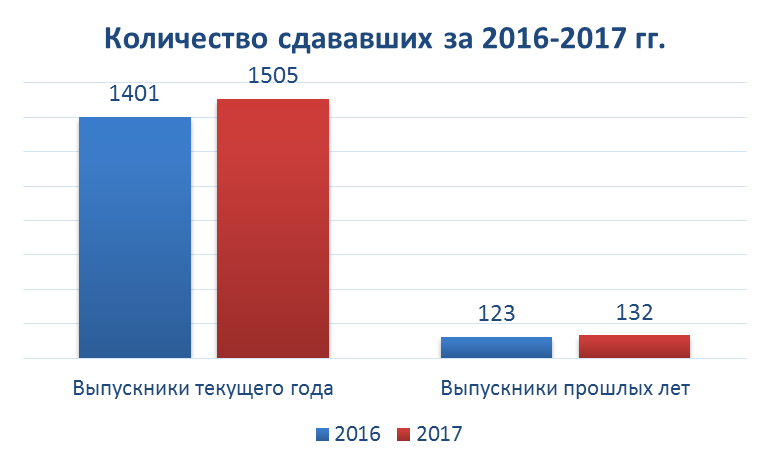 Количество сдававших за 2016-2017 гг.
1401
1505
123
132
Выпускники текущего года
Выпускники прошлых лет
2016
2017